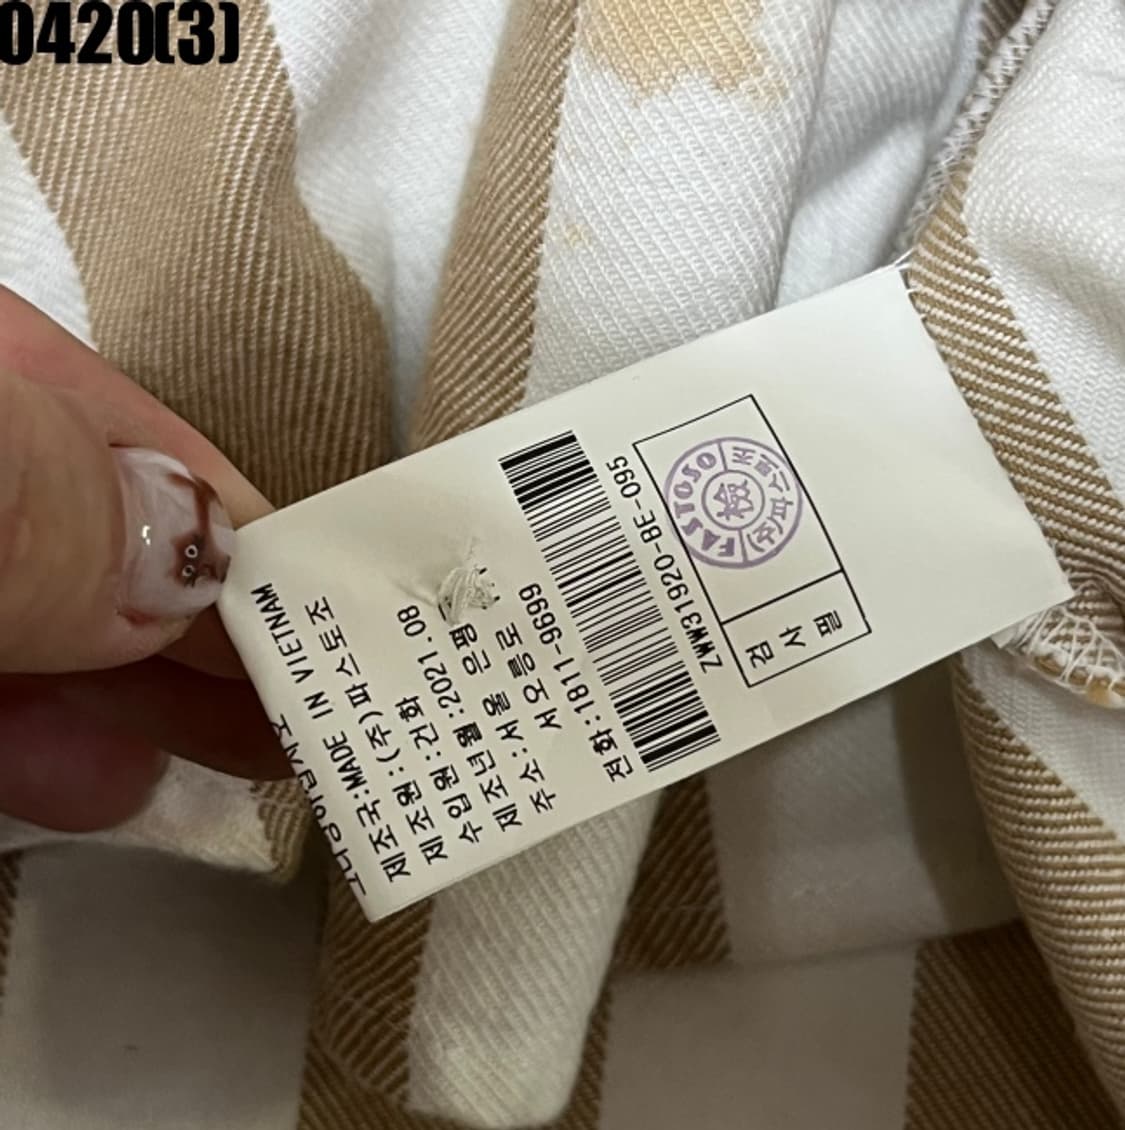 0420(3)
제조국:MADE IN VIETNAM
제조원:(주)파스토조
수입원:건화
제조년월:2021.08
주소:서울 은평
서오릉로
전화:181-9699
ZWW31920-BE-095
검사필
FASTOSO
檢